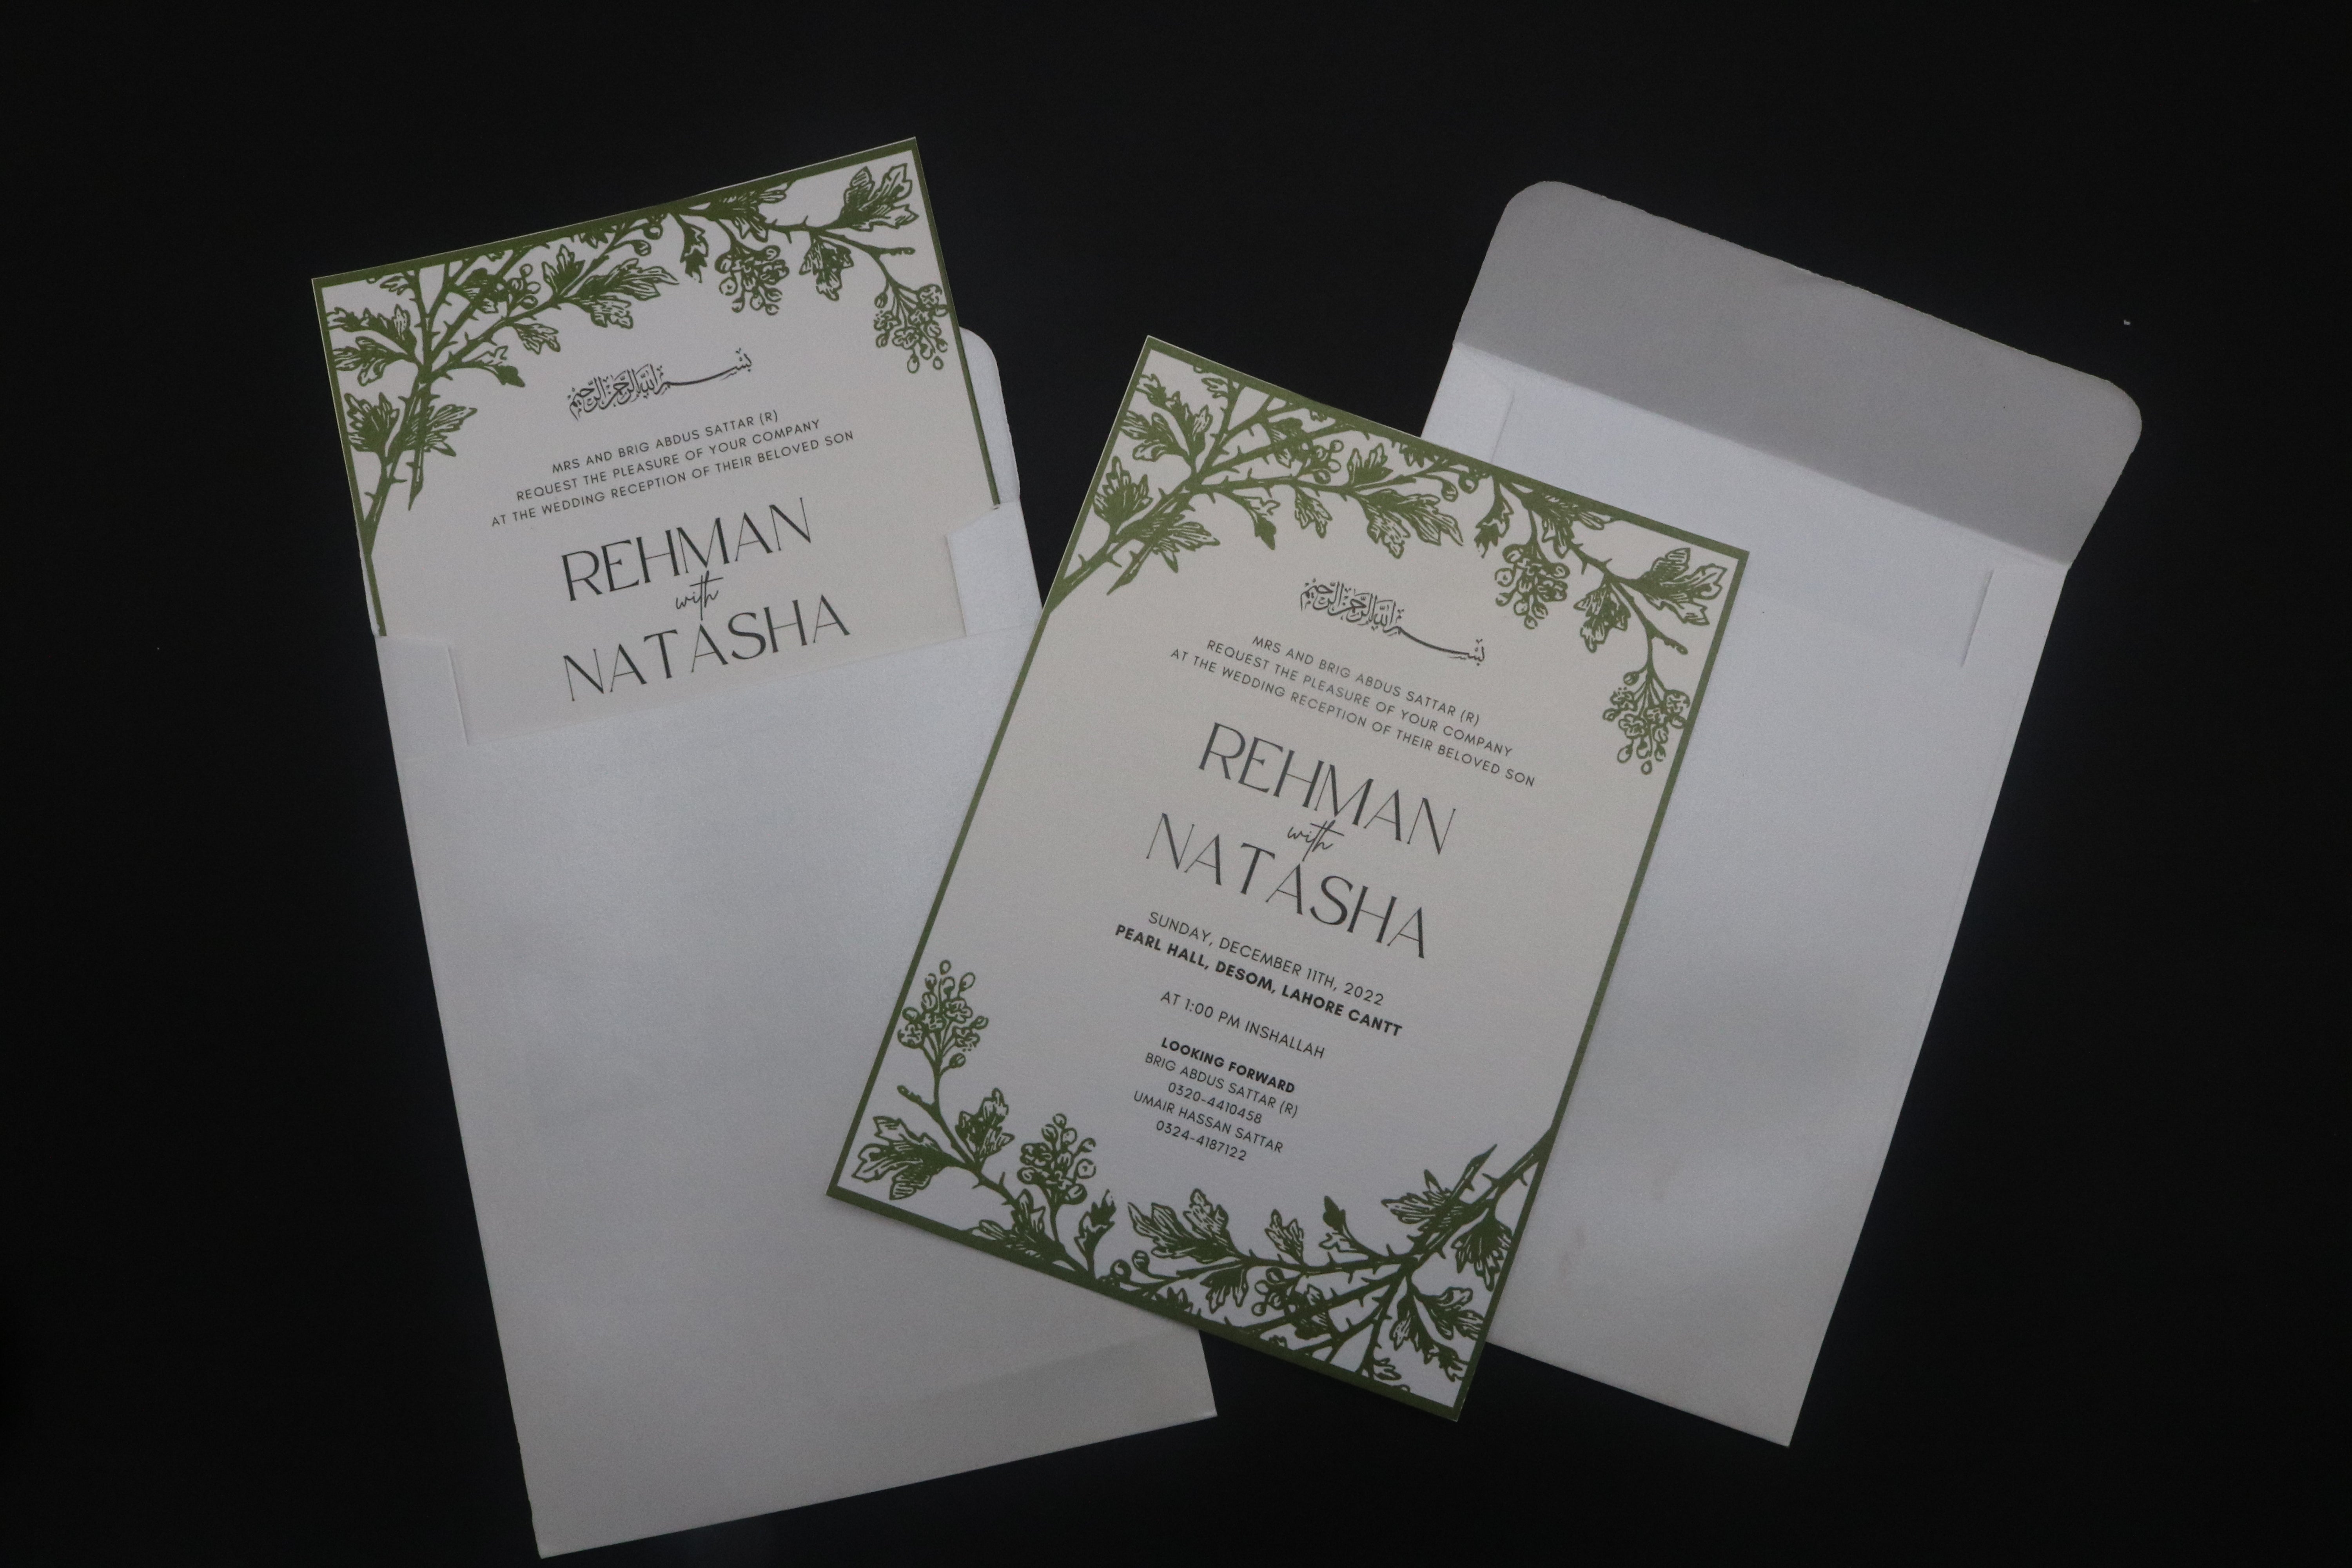 بسم الله الرحمن الرحيم
MRS AND BRIG ABDUS SATTAR (R)
REQUEST THE PLEASURE OF YOUR COMPANY
AT THE WEDDING RECEPTION OF THEIR BELOVED SON
REHMAN
with
NATASHA
بسم الله الرحمن الرحيم
MRS AND BRIG ABDUS SATTAR (R)
REQUEST THE PLEASURE OF YOUR COMPANY
AT THE WEDDING RECEPTION OF THEIR BELOVED SON
REHMAN
with
NATASHA
SUNDAY, DECEMBER 11TH, 2022
PEARL HALL, DESOM, LAHORE CANTT
AT 1:00 PM INSHALLAH
LOOKING FORWARD
BRIG ABDUS SATTAR (R)
0320-4410458
UMAIR HASSAN SATTAR
0324-4187122